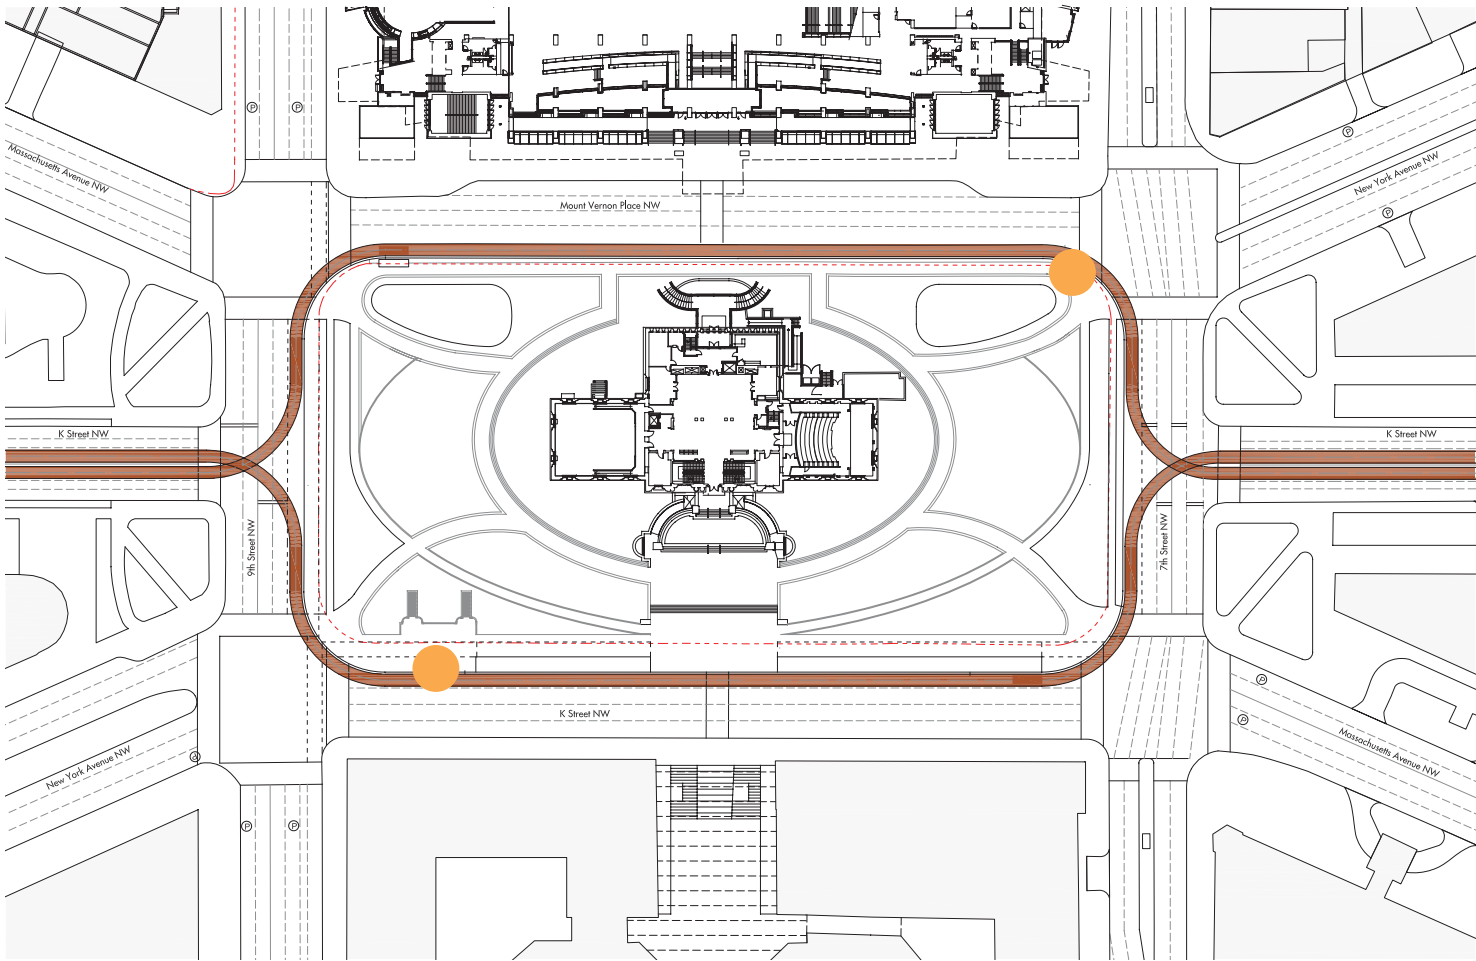 P
P
P
Massachusetts Avenue NW
New York Avenue NW
Mount Vernon Place NW
P
K Street NW
K Street NW
9th Street NW
7th Street NW
P
K Street NW
P
Massachusetts Avenue NW
New York Avenue NW
P
P
P